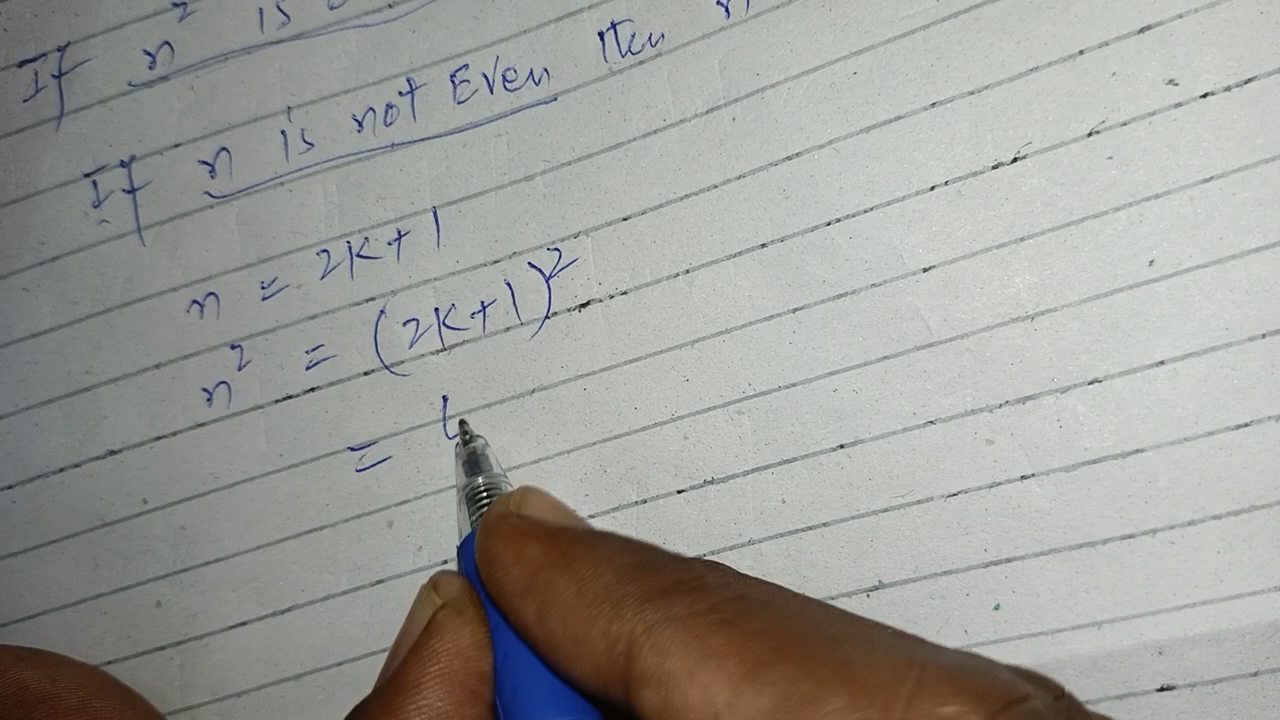 If n² is
If n is not Even then
n = 2k+1
n² = (2k+1)²
=